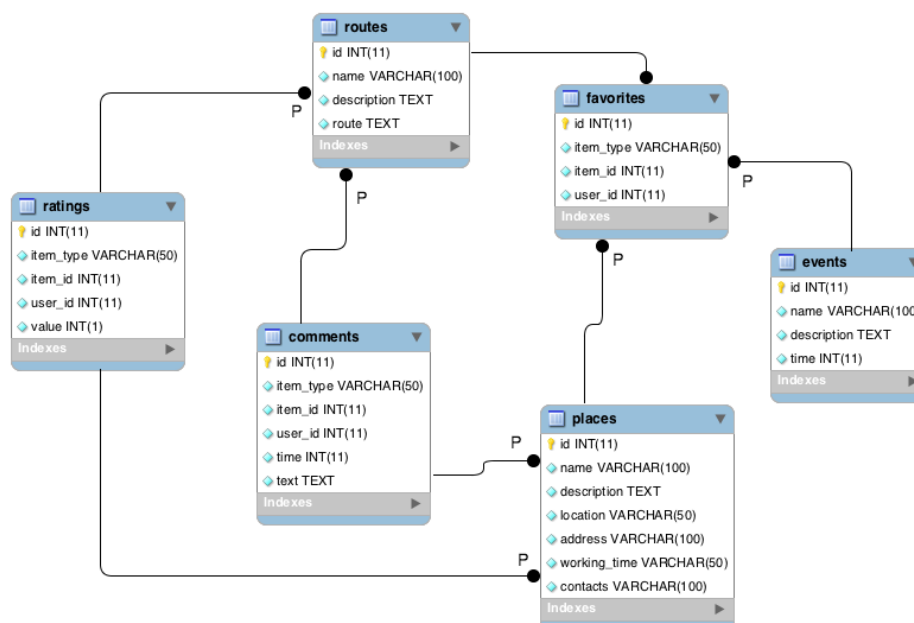 routes
id INT(11)
name VARCHAR(100)
description TEXT
route TEXT
Indexes
P
P
favorites
id INT(11)
item_type VARCHAR(50)
item_id INT(11)
user_id INT(11)
Indexes
P
P
ratings
id INT(11)
item_type VARCHAR(50)
item_id INT(11)
user_id INT(11)
value INT(1)
Indexes
events
id INT(11)
name VARCHAR(100
description TEXT
time INT(11)
Indexes
comments
id INT(11)
item_type VARCHAR(50)
item_id INT(11)
user_id INT(11)
time INT(11)
text TEXT
Indexes
P
P
places
id INT(11)
name VARCHAR(100)
description TEXT
location VARCHAR(50)
address VARCHAR(100)
working_time VARCHAR(50)
contacts VARCHAR(100)
Indexes